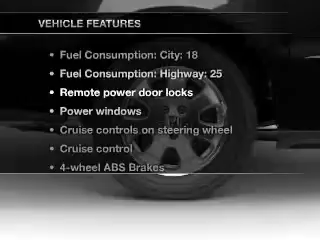 VEHICLE FEATURES
• Fuel Consumption: City: 18
• Fuel Consumption: Highway: 25
• Remote power door locks
• Power windows
• Cruise controls on steering wheel
• Cruise control
• 4-wheel ABS Brakes